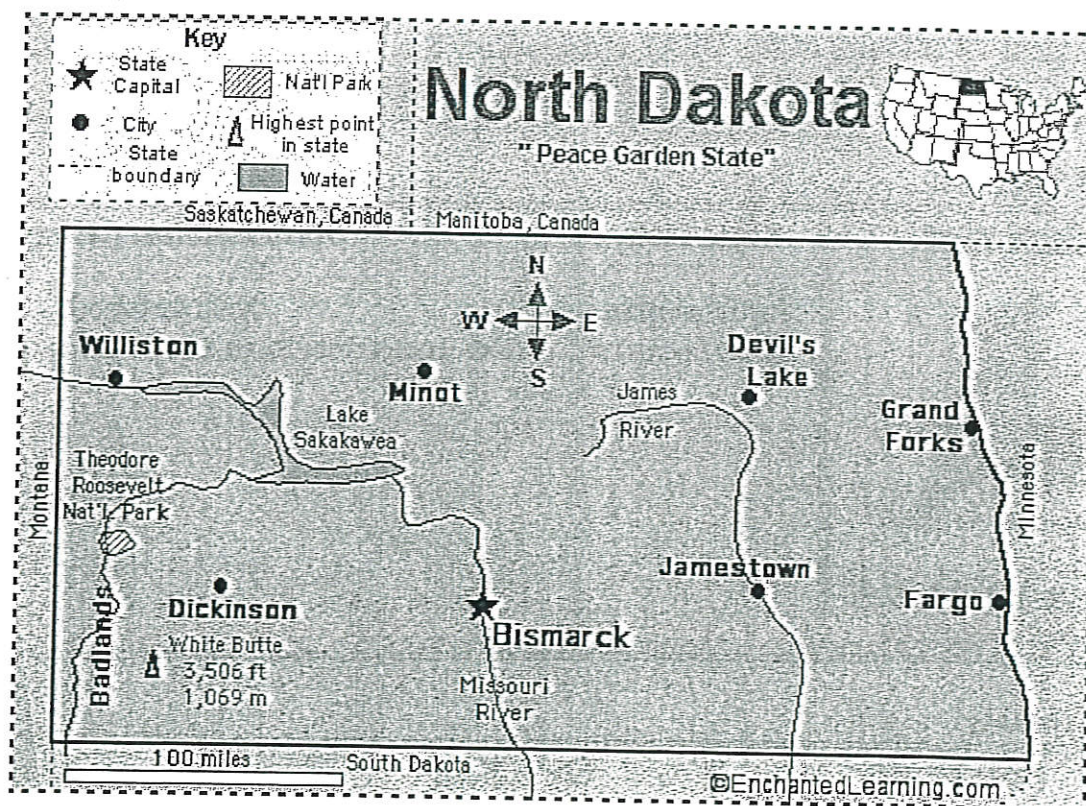 Key
State
Capital
Nat'l Park
City
Highest point
in state
State
boundary
Water
North Dakota
"Peace Garden State"
Saskatchewan, Canada
Manitoba, Canada
N
W
E
S
Williston
Minot
Devil's
Lake
James
River
Grand
Forks
Lake
Sakakawea
Theodore
Roosevelt
Nat'l. Park
Montana
Minnesota
Badlands
Dickinson
White Butte
3,506 ft
1,069 m
Bismarck
Missouri
River
Jamestown
Fargo
100 miles
South Dakota
©EnchantedLearning.com